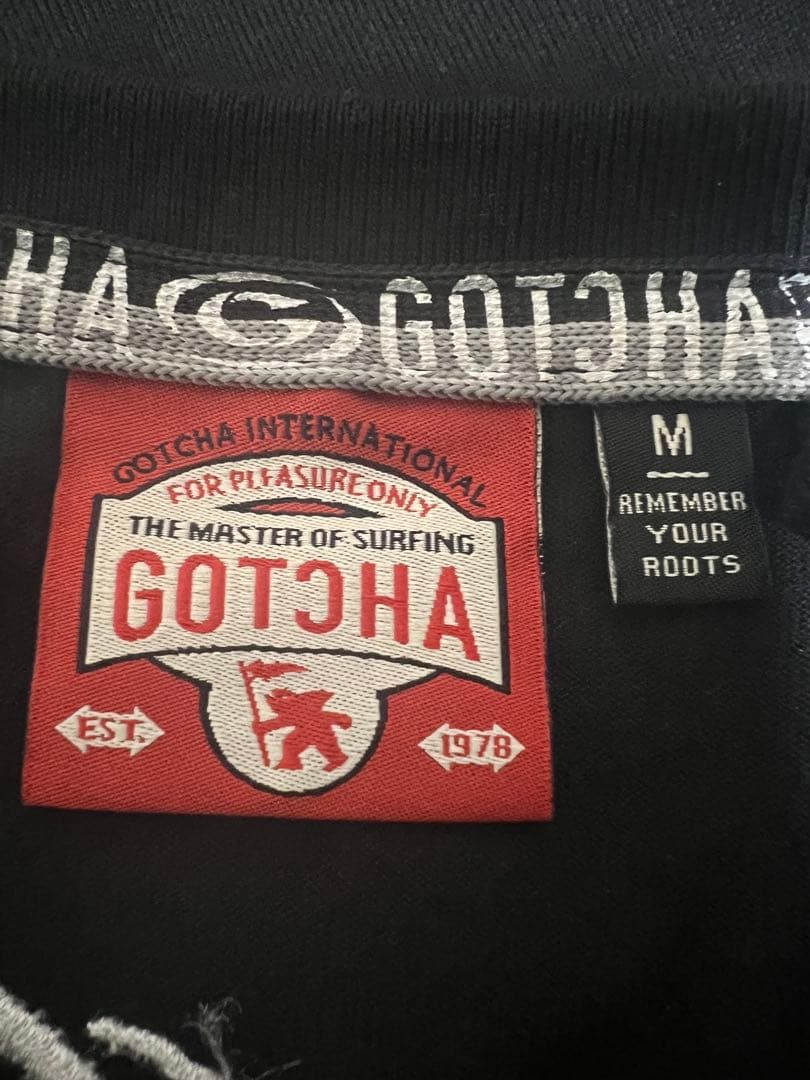 HA G GOTCHA
GOTCHA INTERNATIONAL
FOR PLEASURE ONLY
THE MASTER OF SURFING
GOTCHA
EST.
1978
M
REMEMBER
YOUR
ROOTS